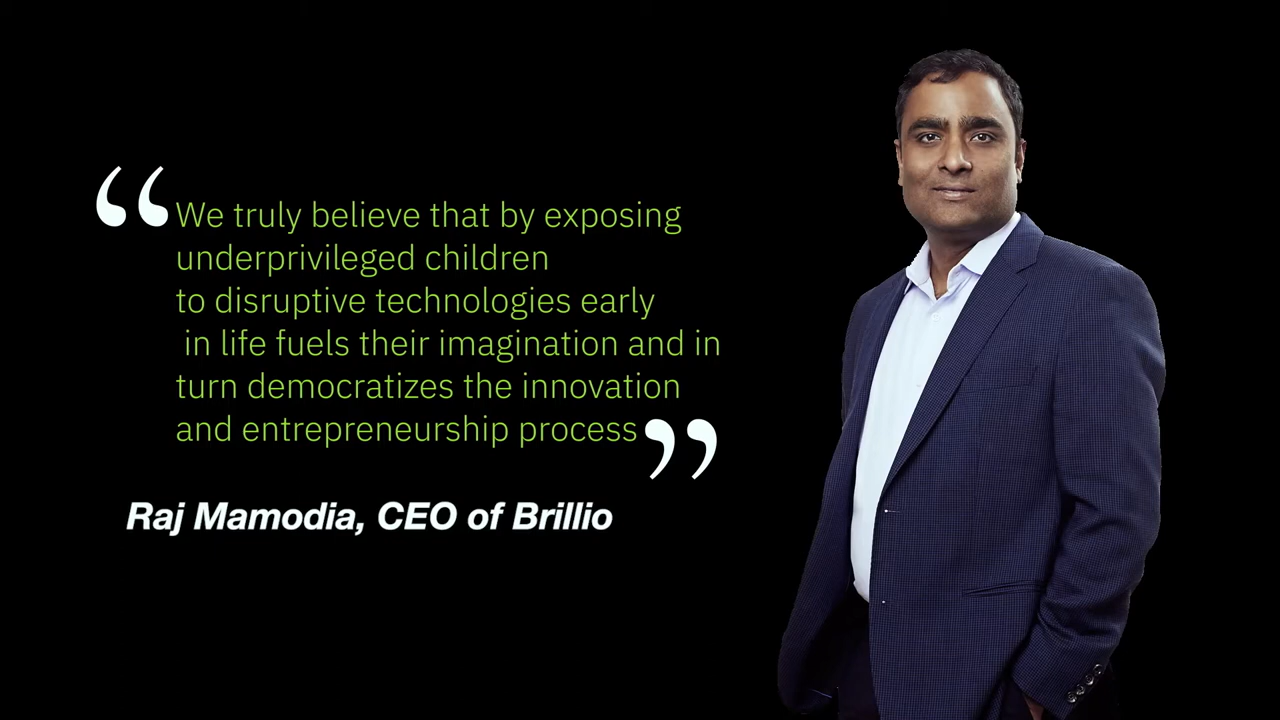 “We truly believe that by exposing
underprivileged children
to disruptive technologies early
in life fuels their imagination and in
turn democratizes the innovation
and entrepreneurship process”
Raj Mamodia, CEO of Brillio